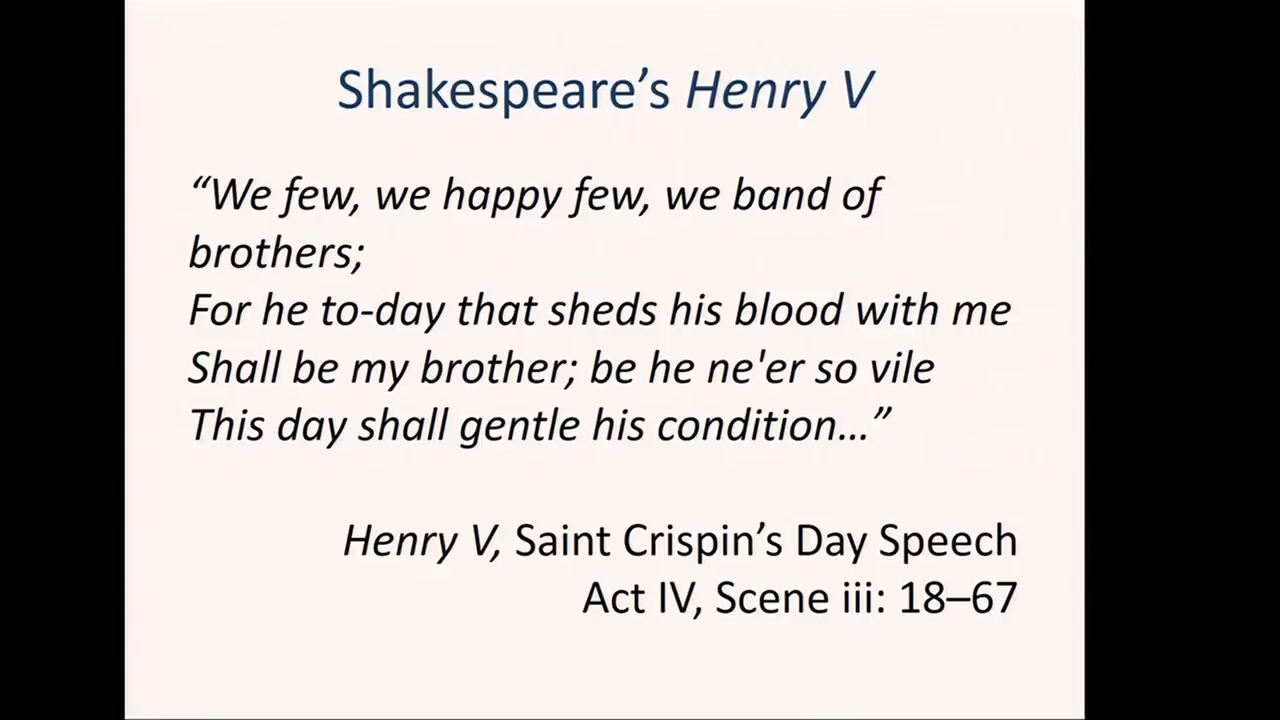 Shakespeare’s Henry V
“We few, we happy few, we band of
brothers;
For he to-day that sheds his blood with me
Shall be my brother; be he ne'er so vile
This day shall gentle his condition…”
Henry V, Saint Crispin’s Day Speech
Act IV, Scene iii: 18–67